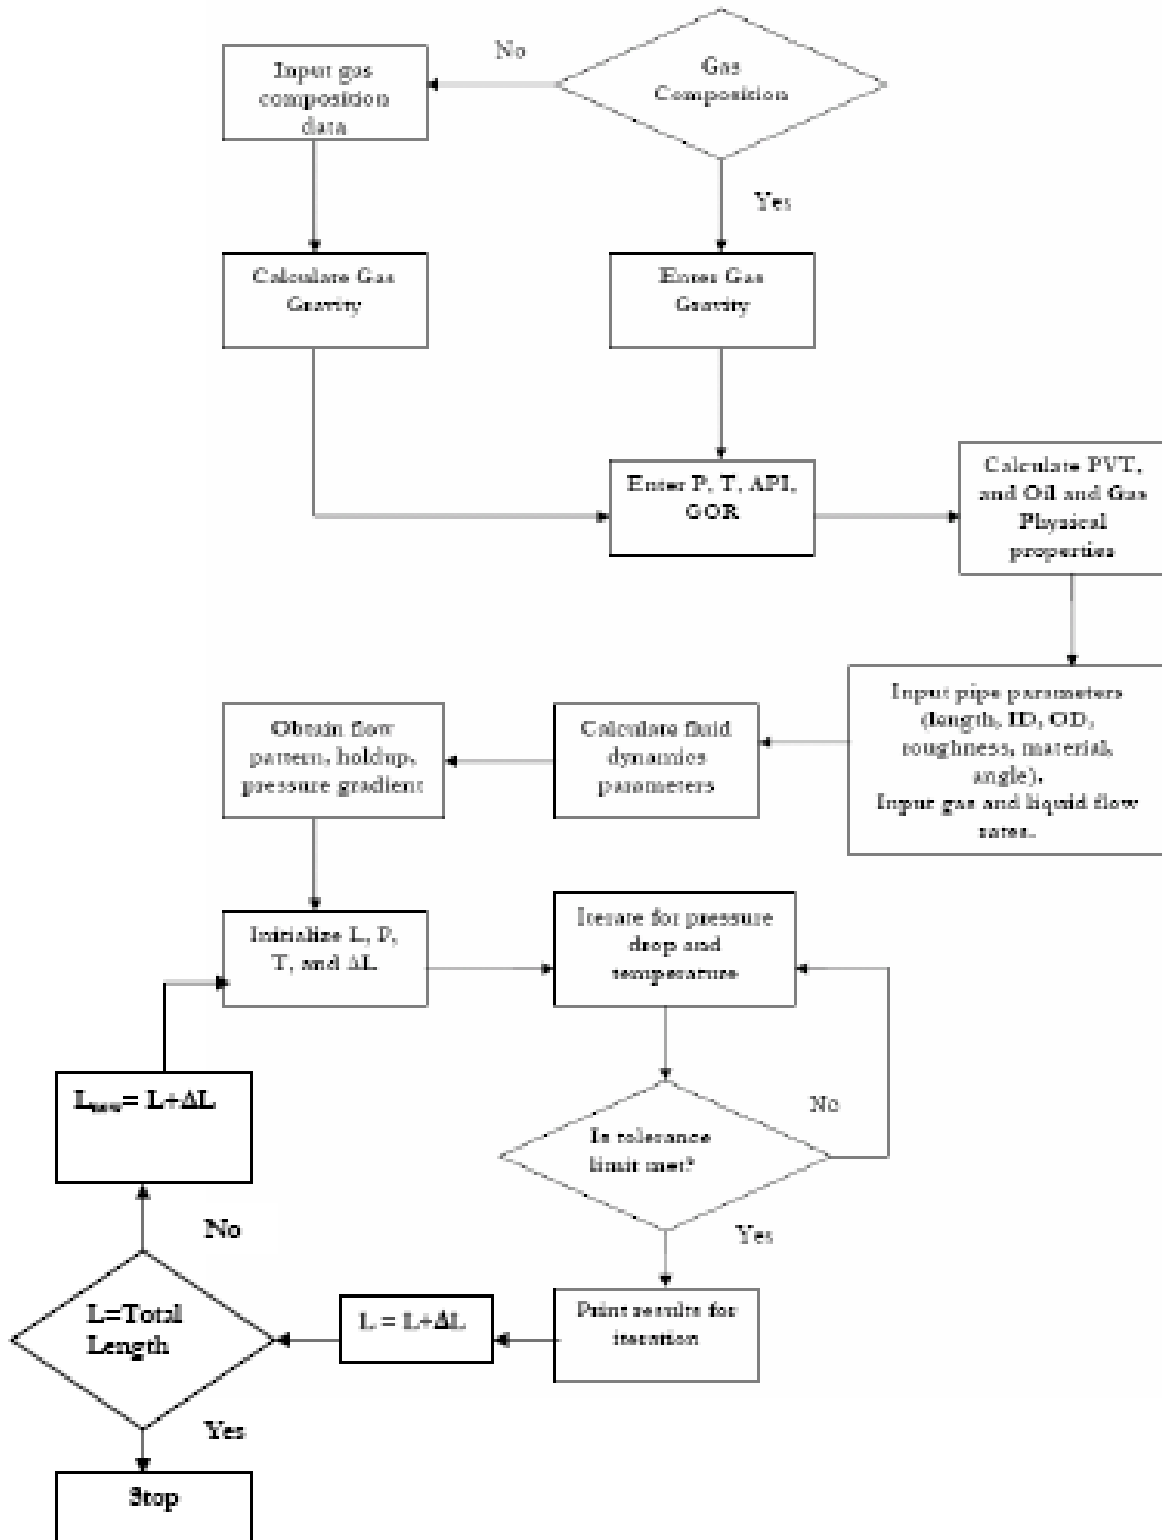 No
Gas
Composition
Input gas
composition
data
Yes
Calculate Gas
Gravity
Enter Gas
Gravity
Enter P, T, API,
GOR
Calculate PVT,
and Oil and Gas
Physical
properties
Input pipe parameters
(length, ID, OD,
roughness, material,
angle).
Input gas and liquid flow
rates.
Calculate fluid
dynamics
parameters
Obtain flow
pattern, holdup,
pressure gradient
Initialize L, P,
T, and ΔL
Iterate for pressure
drop and
temperature
Is tolerance
limit met?
No
Yes
Print results for
iteration
L = L+ΔL
L=Total
Length
No
Lnew= L+ΔL
Yes
Stop